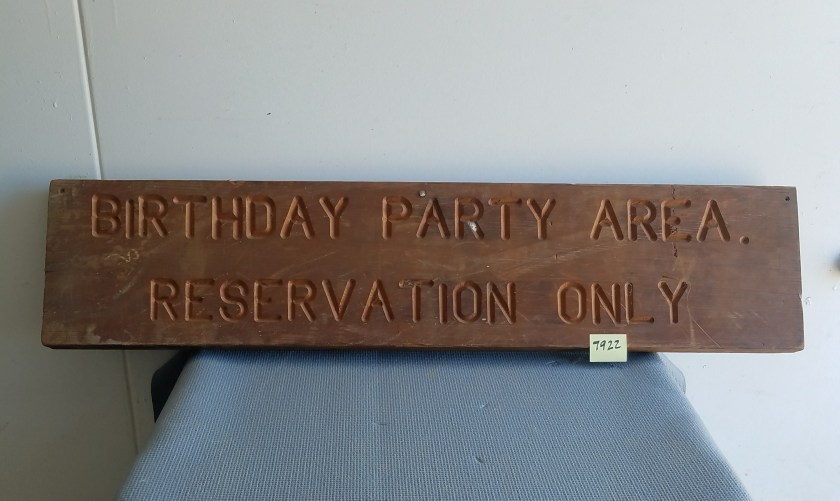 BIRTHDAY PARTY AREA.
RESERVATION ONLY
7922